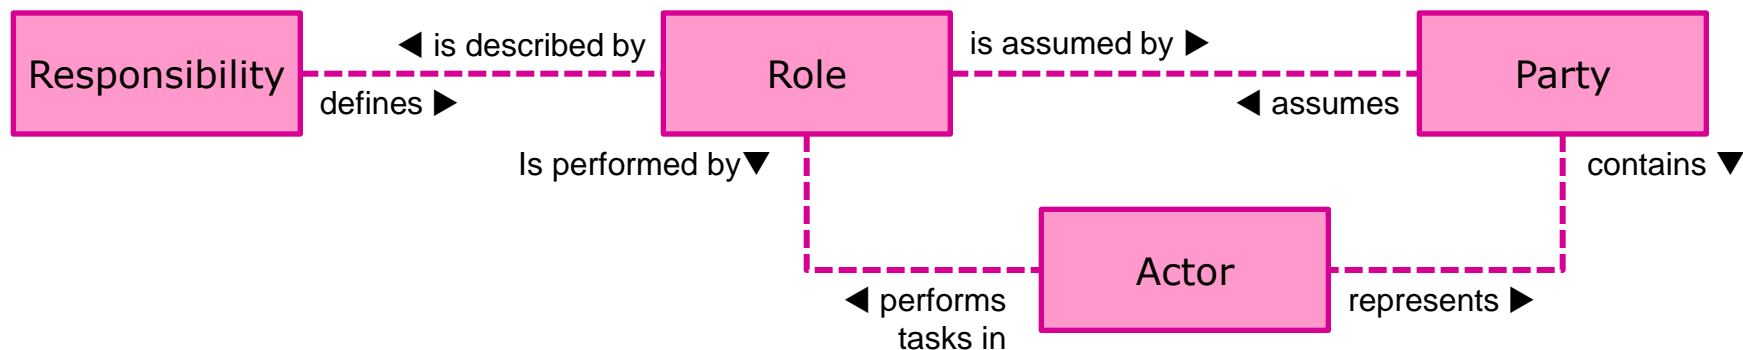 ◀ is described by
is assumed by ▶
Responsibility
Role
Party
defines ▶
◀ assumes
Is performed by▼
contains ▼
Actor
◀ performs
tasks in
represents ▶